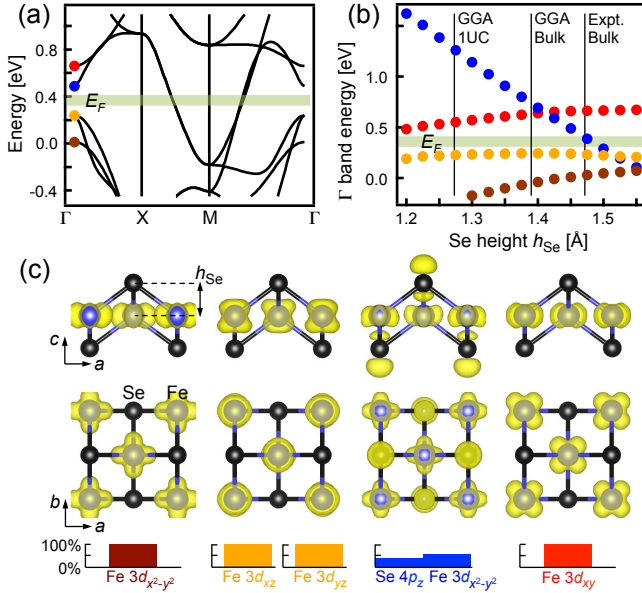 (a)
Energy [eV]
0.8
0.4
0.0
-0.4
E_F
Γ X M Γ
(b)
GGA GGA Expt.
1UC Bulk Bulk
Γ band energy [eV]
1.0
0.5
0.0
E_F
1.2 1.3 1.4 1.5
Se height h_Se [Å]
(c)
h_Se
c
a
Se Fe
b
a
100%
0%
Fe 3d_{x²-y²}
Fe 3d_{xz} Fe 3d_{yz}
Se 4p_z Fe 3d_{x²-y²}
Fe 3d_{xy}